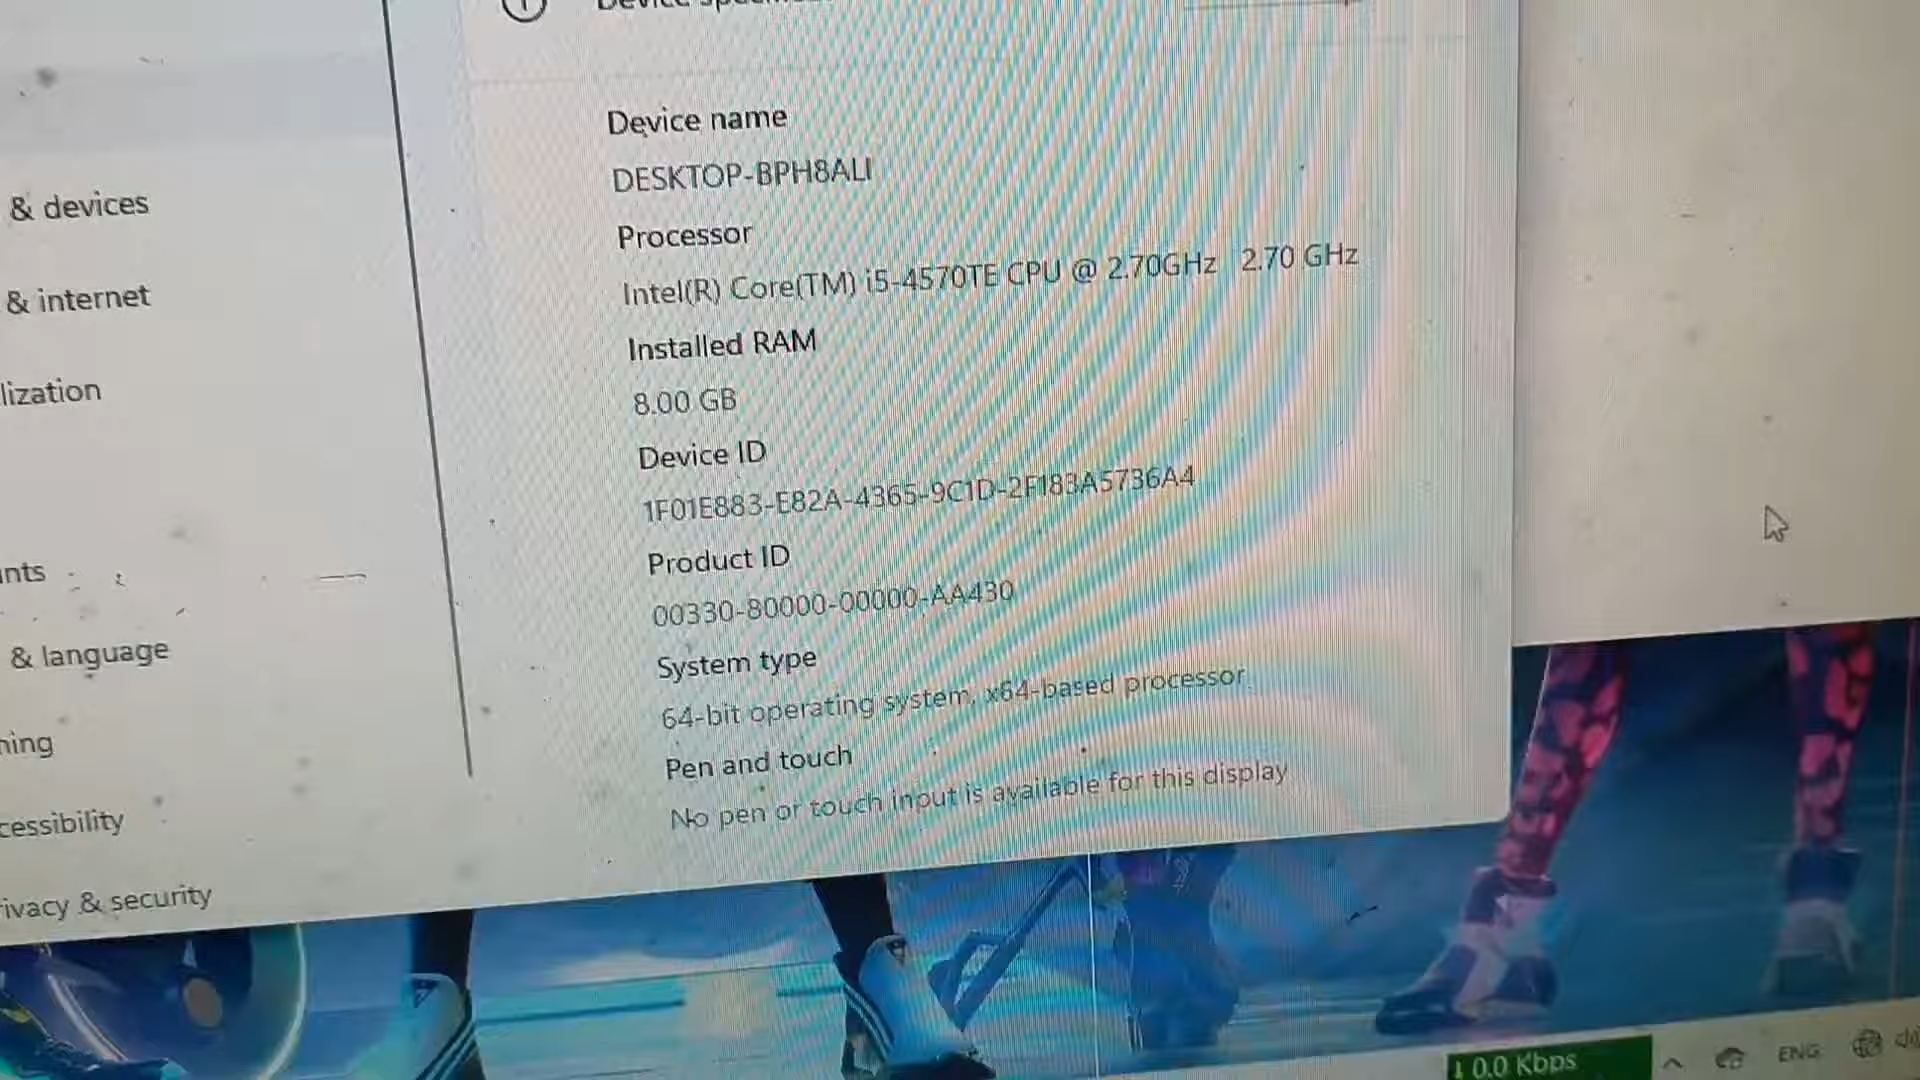 Device name
DESKTOP-BPH8ALI
Processor
Intel(R) Core(TM) i5-4570TE CPU @ 2.70GHz 2.70 GHz
Installed RAM
8.00 GB
Device ID
1F01E883-E82A-4365-9C1D-2F183A5736A4
Product ID
00330-80000-00000-AA430
System type
64-bit operating system, x64-based processor
Pen and touch
No pen or touch input is available for this display
& devices
& internet
lization
nts
& language
ning
cessibility
ivacy & security
0.0 Kbps
ENG